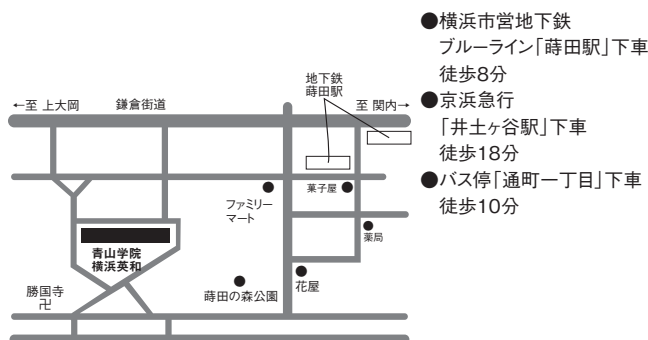 ●横浜市営地下鉄
ブルーライン「蒔田駅」下車
徒歩8分
●京浜急行
「井土ヶ谷駅」下車
徒歩18分
●バス停「通町一丁目」下車
徒歩10分
地下鉄
蒔田駅
←至 上大岡
鎌倉街道
至 関内→
ファミリー
マート
菓子屋
薬局
青山学院
横浜英和
勝国寺
卍
蒔田の森公園
花屋